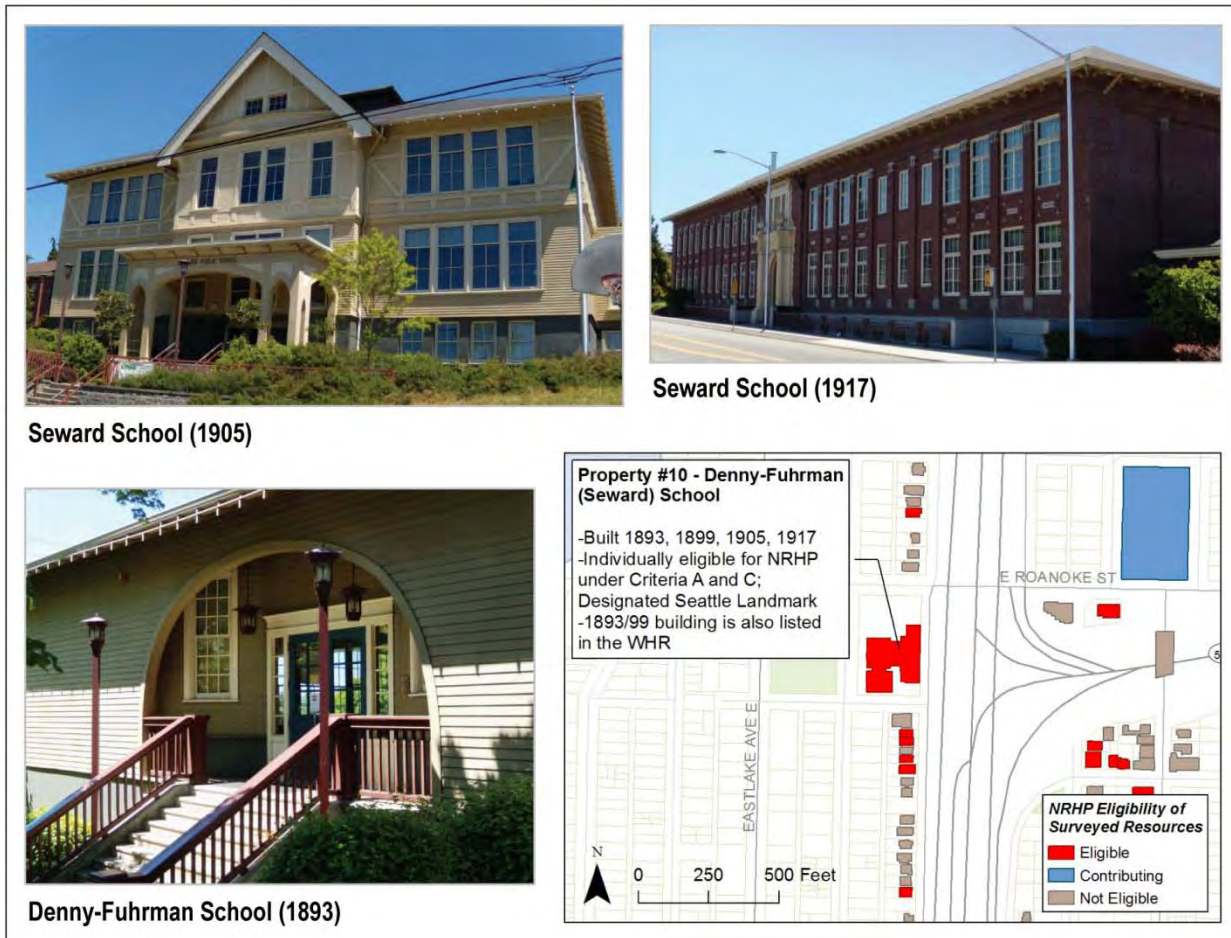 PUBLIC SCHOOL
Seward School (1905)
Seward School (1917)
Denny-Fuhrman School (1893)
Property #10 - Denny-Fuhrman
(Seward) School
-Built 1893, 1899, 1905, 1917
-Individually eligible for NRHP
under Criteria A and C;
Designated Seattle Landmark
-1893/99 building is also listed
in the WHR
E ROANOKE ST
5
EASTLAKE AVE E
N
0 250 500 Feet
NRHP Eligibility of
Surveyed Resources
Eligible
Contributing
Not Eligible